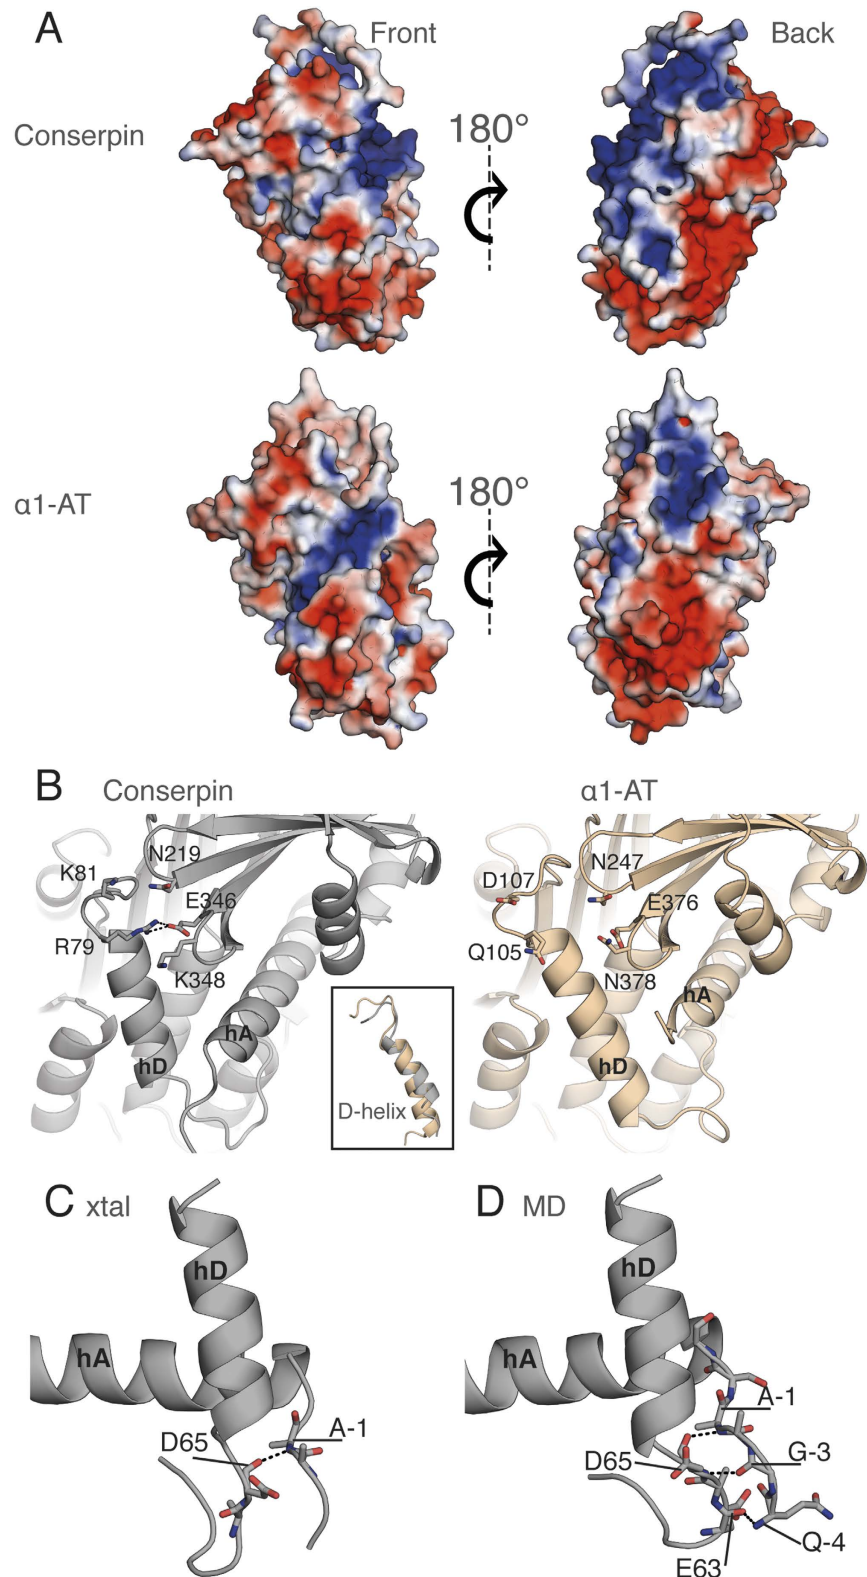 A
Front
Back
Conserpin
180°
α1-AT
180°
B
Conserpin
α1-AT
N219
K81
E346
R79
K348
hA
hD
D-helix
N247
D107
E376
Q105
N378
hA
hD
C xtal
hD
hA
A-1
D65
D MD
hD
hA
A-1
G-3
D65
Q-4
E63